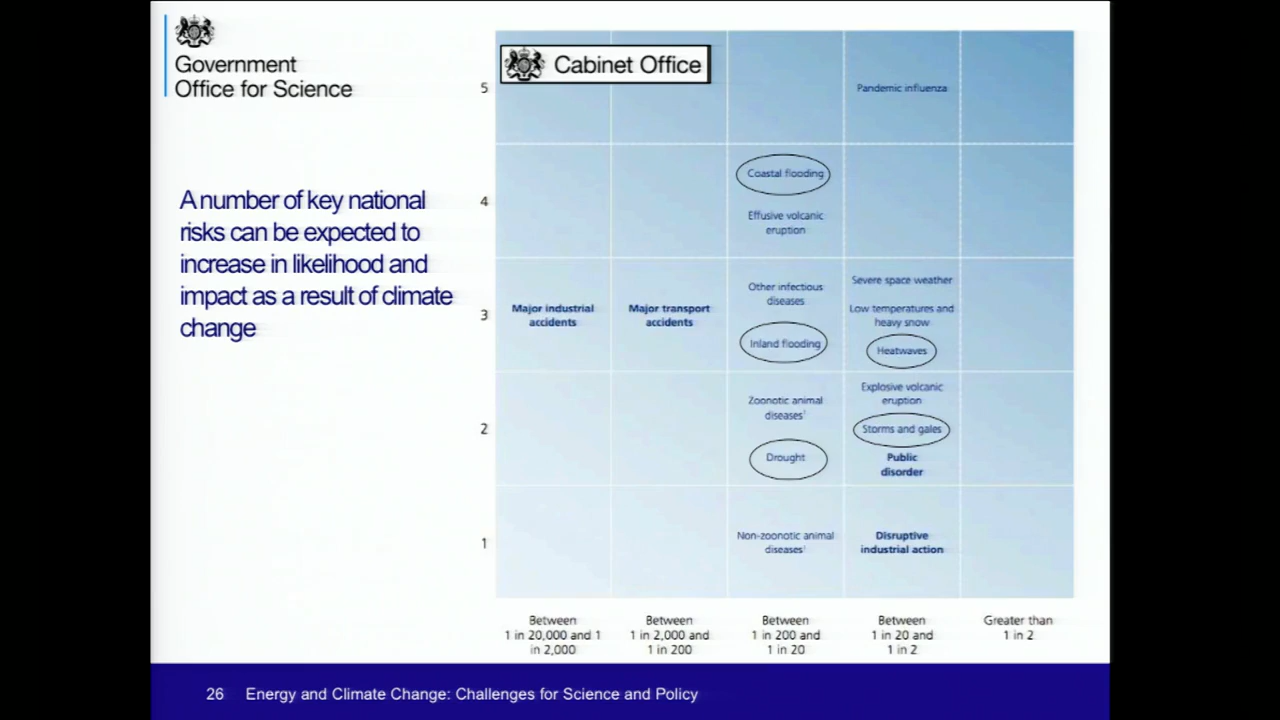 Government
Office for Science
A number of key national
risks can be expected to
increase in likelihood and
impact as a result of climate
change
Cabinet Office
5
Pandemic influenza
4
Coastal flooding
Effusive volcanic
eruption
3
Major industrial
accidents
Major transport
accidents
Other infectious
diseases
Inland flooding
Severe space weather
Low temperatures and
heavy snow
Heatwaves
2
Zoonotic animal
diseases
Drought
Explosive volcanic
eruption
Storms and gales
Public
disorder
1
Non-zoonotic animal
diseases
Disruptive
industrial action
Between
1 in 20,000 and 1
in 2,000
Between
1 in 2,000 and
1 in 200
Between
1 in 200 and
1 in 20
Between
1 in 20 and
1 in 2
Greater than
1 in 2
26 Energy and Climate Change: Challenges for Science and Policy